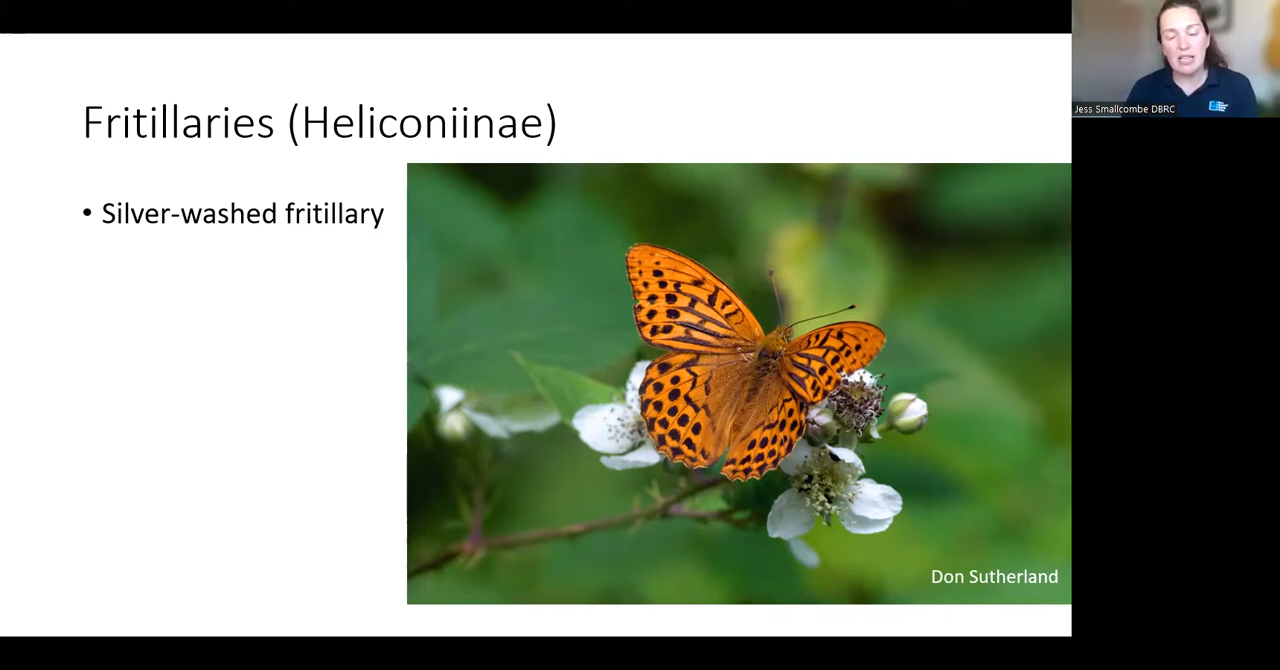 Fritillaries (Heliconiinae)
• Silver-washed fritillary
Don Sutherland
Jess Smallcombe DBRC